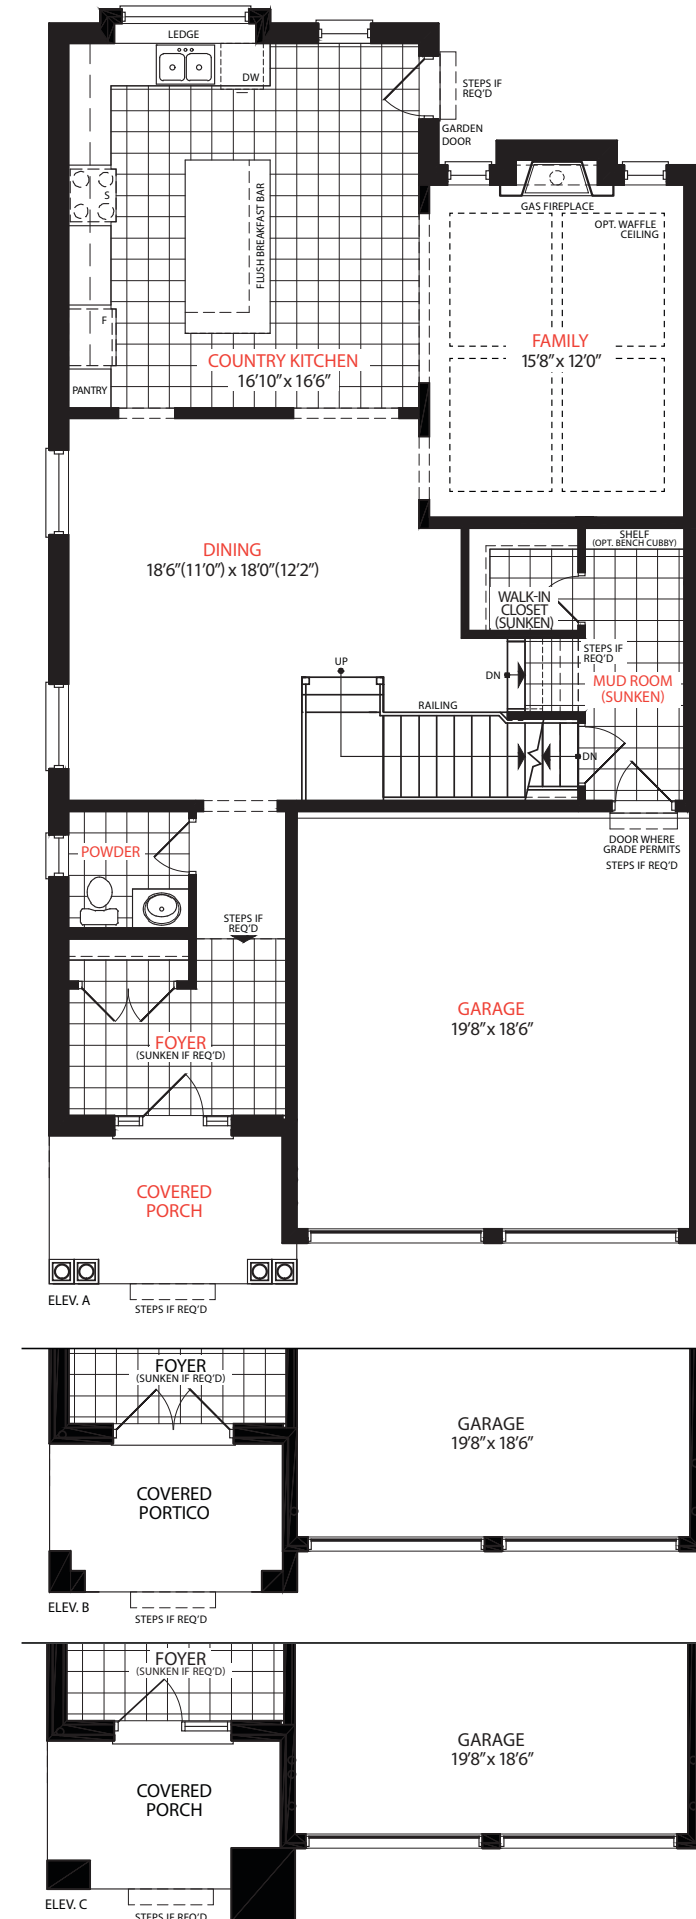 LEDGE
DW
STEPS IF
REQ'D
GARDEN
DOOR
S
FLUSH BREAKFAST BAR
GAS FIREPLACE
OPT. WAFFLE
CEILING
F
FAMILY
15'8" x 12'0"
COUNTRY KITCHEN
16'10" x 16'6"
PANTRY
SHELF
(OPT. BENCH CUBBY)
DINING
18'6"(11'0") x 18'0"(12'2")
WALK-IN
CLOSET
(SUNKEN)
STEPS IF
REQ'D
UP
DN
MUD ROOM
(SUNKEN)
RAILING
DN
DOOR WHERE
GRADE PERMITS
STEPS IF REQ'D
POWDER
STEPS IF
REQ'D
GARAGE
19'8" x 18'6"
FOYER
(SUNKEN IF REQ'D)
COVERED
PORCH
ELEV. A
STEPS IF REQ'D
FOYER
(SUNKEN IF REQ'D)
GARAGE
19'8" x 18'6"
COVERED
PORTICO
ELEV. B
STEPS IF REQ'D
FOYER
(SUNKEN IF REQ'D)
GARAGE
19'8" x 18'6"
COVERED
PORCH
ELEV. C
STEPS IF REQ'D